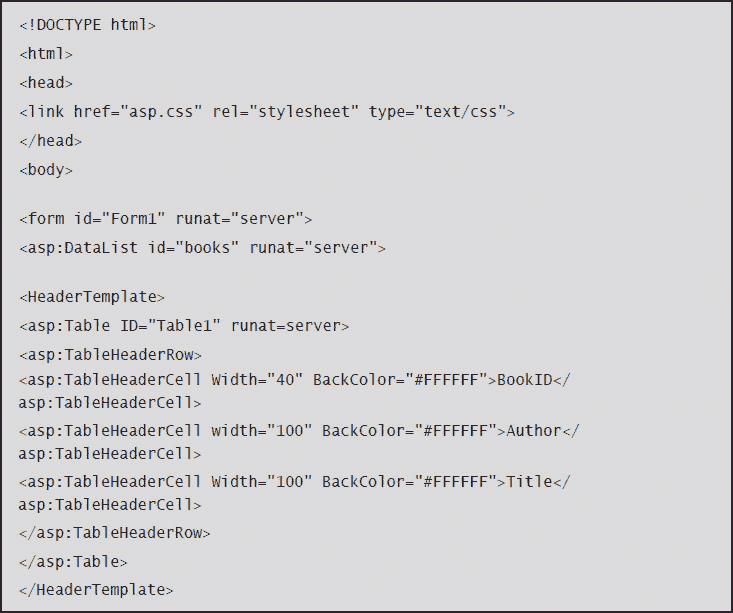 <!DOCTYPE html>
<html>
<head>
<link href="asp.css" rel="stylesheet" type="text/css">
</head>
<body>
<form id="Form1" runat="server">
<asp:DataList id="books" runat="server">
<HeaderTemplate>
<asp:Table ID="Table1" runat=server>
<asp:TableHeaderRow>
<asp:TableHeaderCell Width="40" BackColor="#FFFFFF">BookID</
asp:TableHeaderCell>
<asp:TableHeaderCell width="100" BackColor="#FFFFFF">Author</
asp:TableHeaderCell>
<asp:TableHeaderCell Width="100" BackColor="#FFFFFF">Title</
asp:TableHeaderCell>
</asp:TableHeaderRow>
</asp:Table>
</HeaderTemplate>